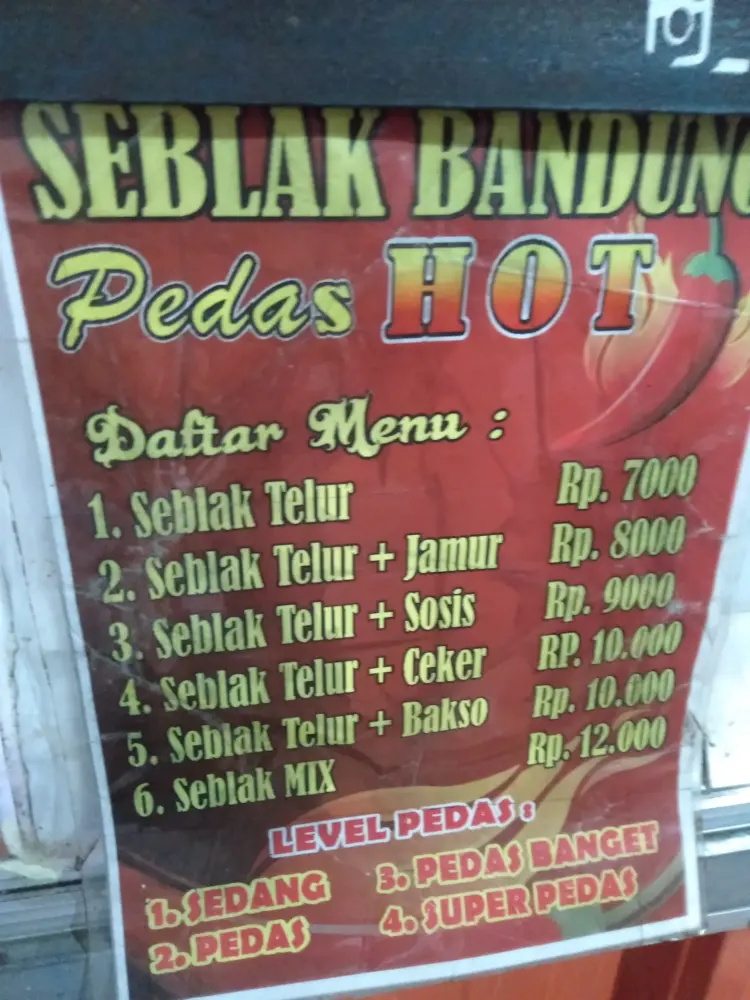 SEBLAK BANDUNG
Pedas HOT
Daftar Menu :
1. Seblak Telur Rp. 7000
2. Seblak Telur + Jamur Rp. 8000
3. Seblak Telur + Sosis Rp. 9000
4. Seblak Telur + Ceker RP. 10.000
5. Seblak Telur + Bakso Rp. 10.000
6. Seblak MIX Rp. 12.000
LEVEL PEDAS :
1. SEDANG 3. PEDAS BANGET
2. PEDAS 4. SUPER PEDAS